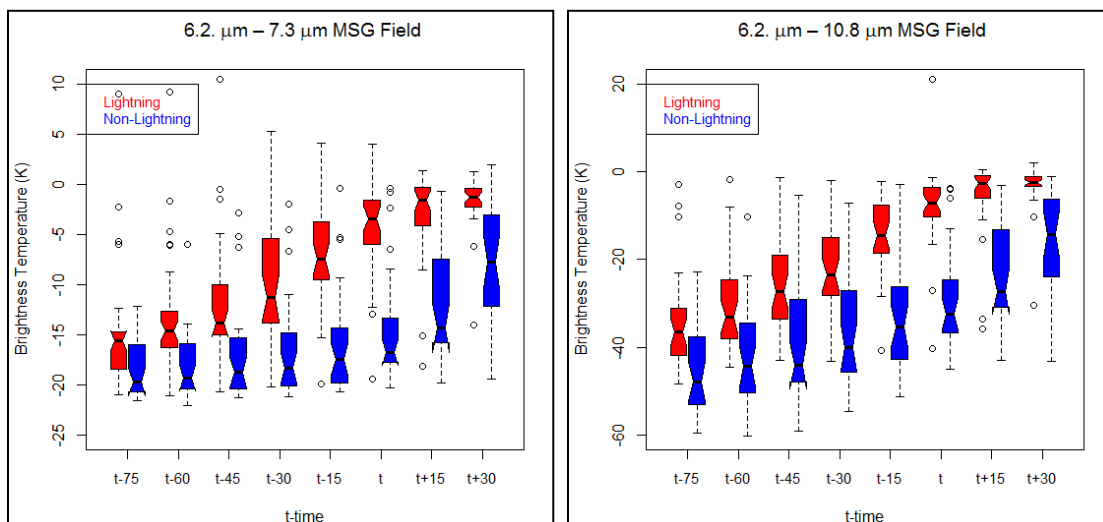 6.2. μm – 7.3 μm MSG Field
Brightness Temperature (K)
10
5
0
-5
-10
-15
-20
-25
Lightning
Non-Lightning
t-75 t-60 t-45 t-30 t-15 t t+15 t+30
t-time
6.2. μm – 10.8 μm MSG Field
Brightness Temperature (K)
20
0
-20
-40
-60
Lightning
Non-Lightning
t-75 t-60 t-45 t-30 t-15 t t+15 t+30
t-time